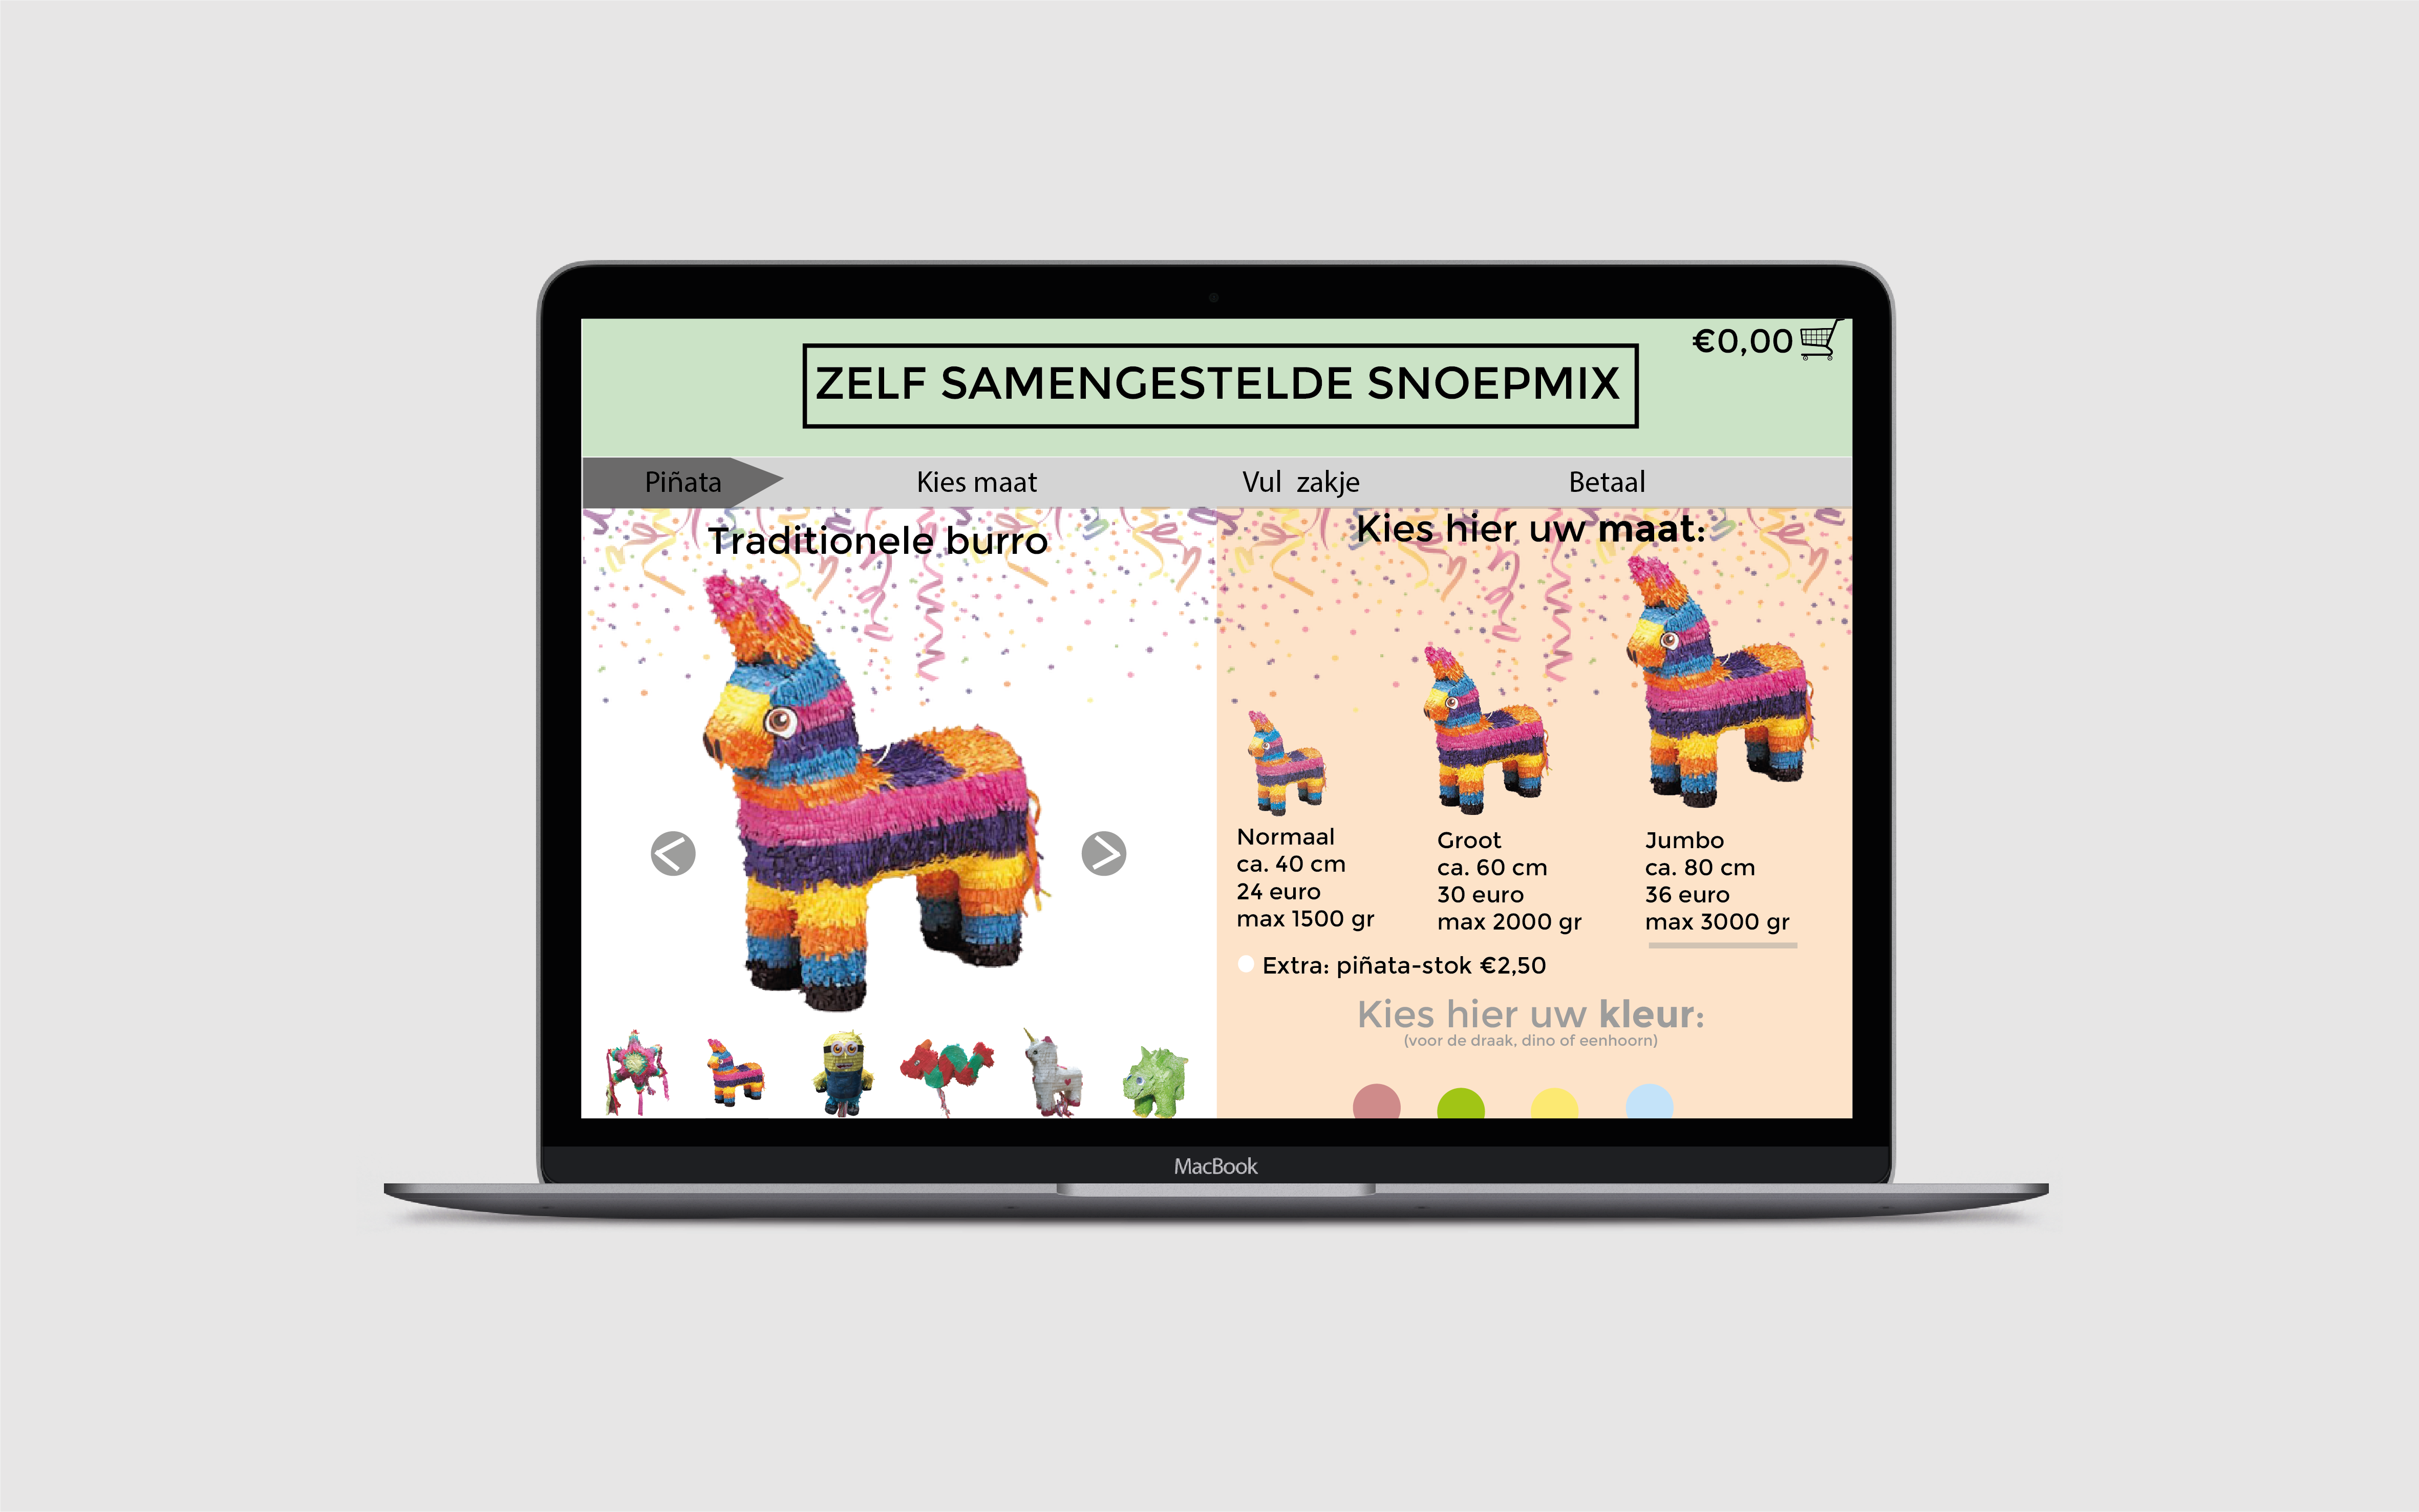 €0,00
ZELF SAMENGESTELDE SNOEPMIX
Piñata
Kies maat
Vul zakje
Betaal
Traditionele burro
Kies hier uw maat:
Normaal
ca. 40 cm
24 euro
max 1500 gr
Groot
ca. 60 cm
30 euro
max 2000 gr
Jumbo
ca. 80 cm
36 euro
max 3000 gr
Extra: piñata-stok €2,50
Kies hier uw kleur:
(voor de draak, dino of eenhoorn)
MacBook